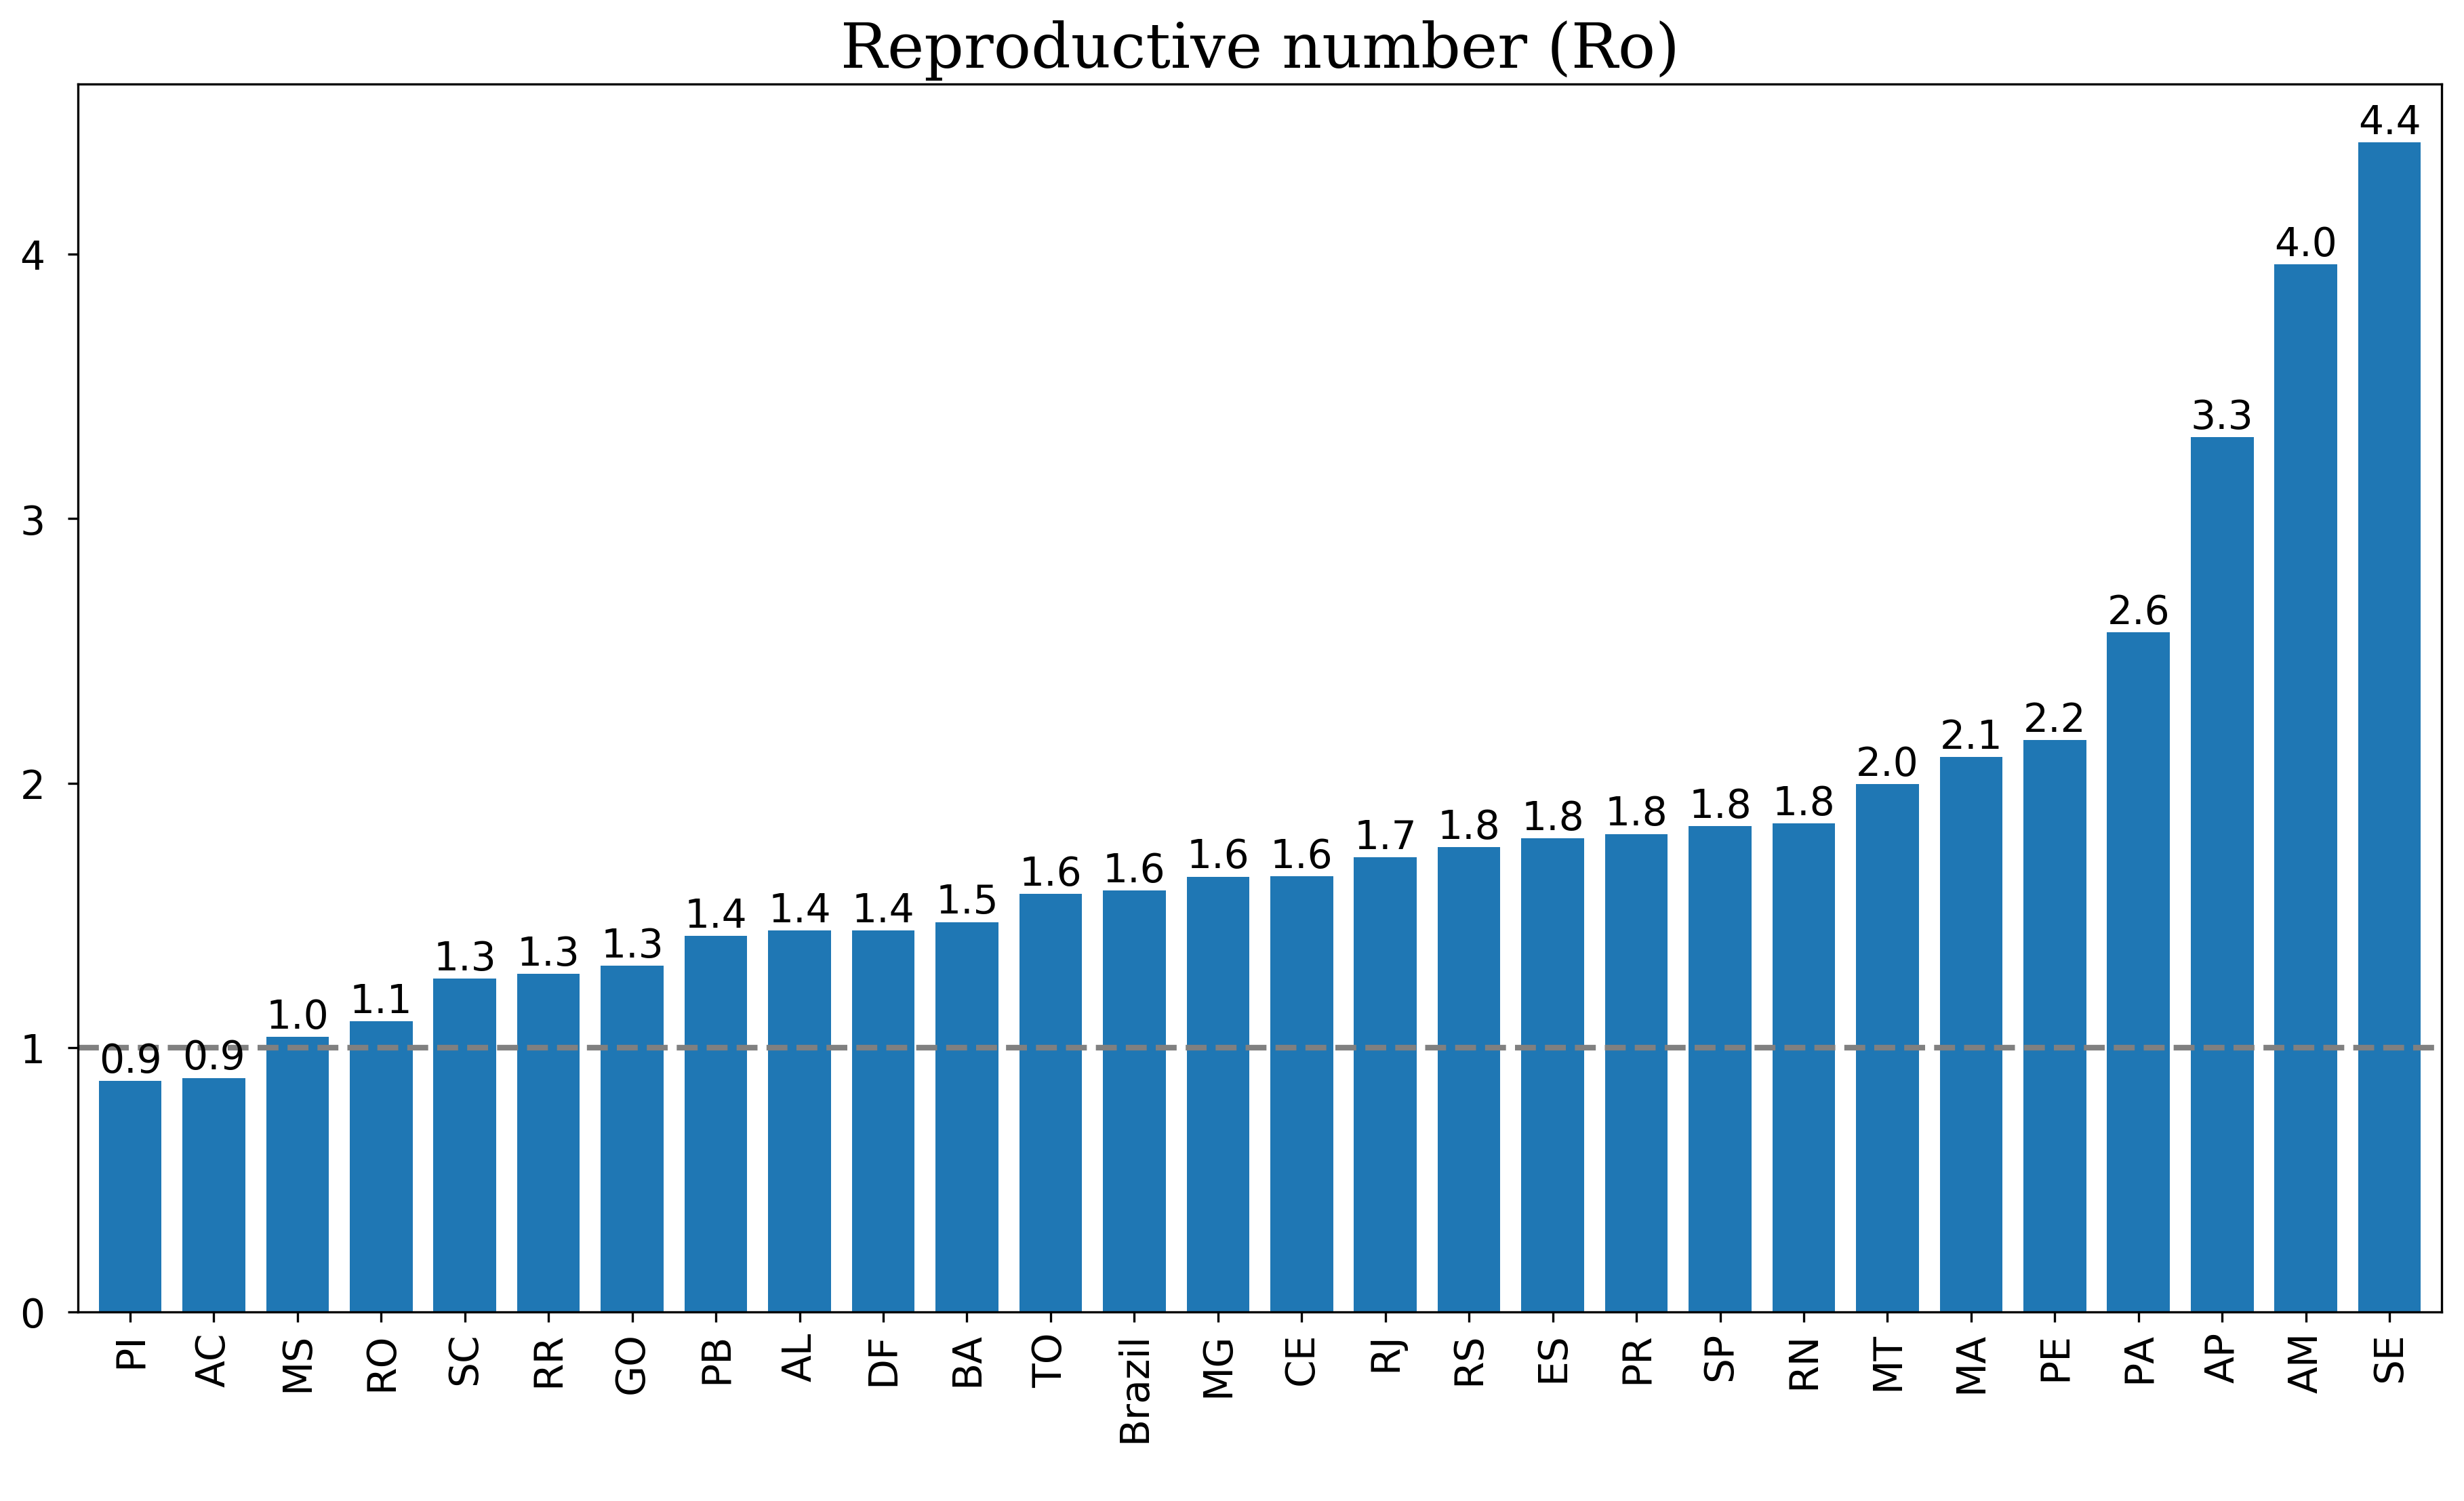 Reproductive number (Ro)
4.4
4.0
4
3.3
3
2.6
2.2
2.1
2.0
2
1.8
1.8
1.8
1.8
1.8
1.7
1.6
1.6
1.6
1.6
1.5
1.4
1.4
1.4
1.3
1.3
1.3
1.1
1.0
1
0.9
0.9
0
PI
AC
MS
RO
SC
RR
GO
PB
AL
DF
BA
TO
Brazil
MG
CE
RJ
RS
ES
PR
SP
RN
MT
MA
PE
PA
AP
AM
SE